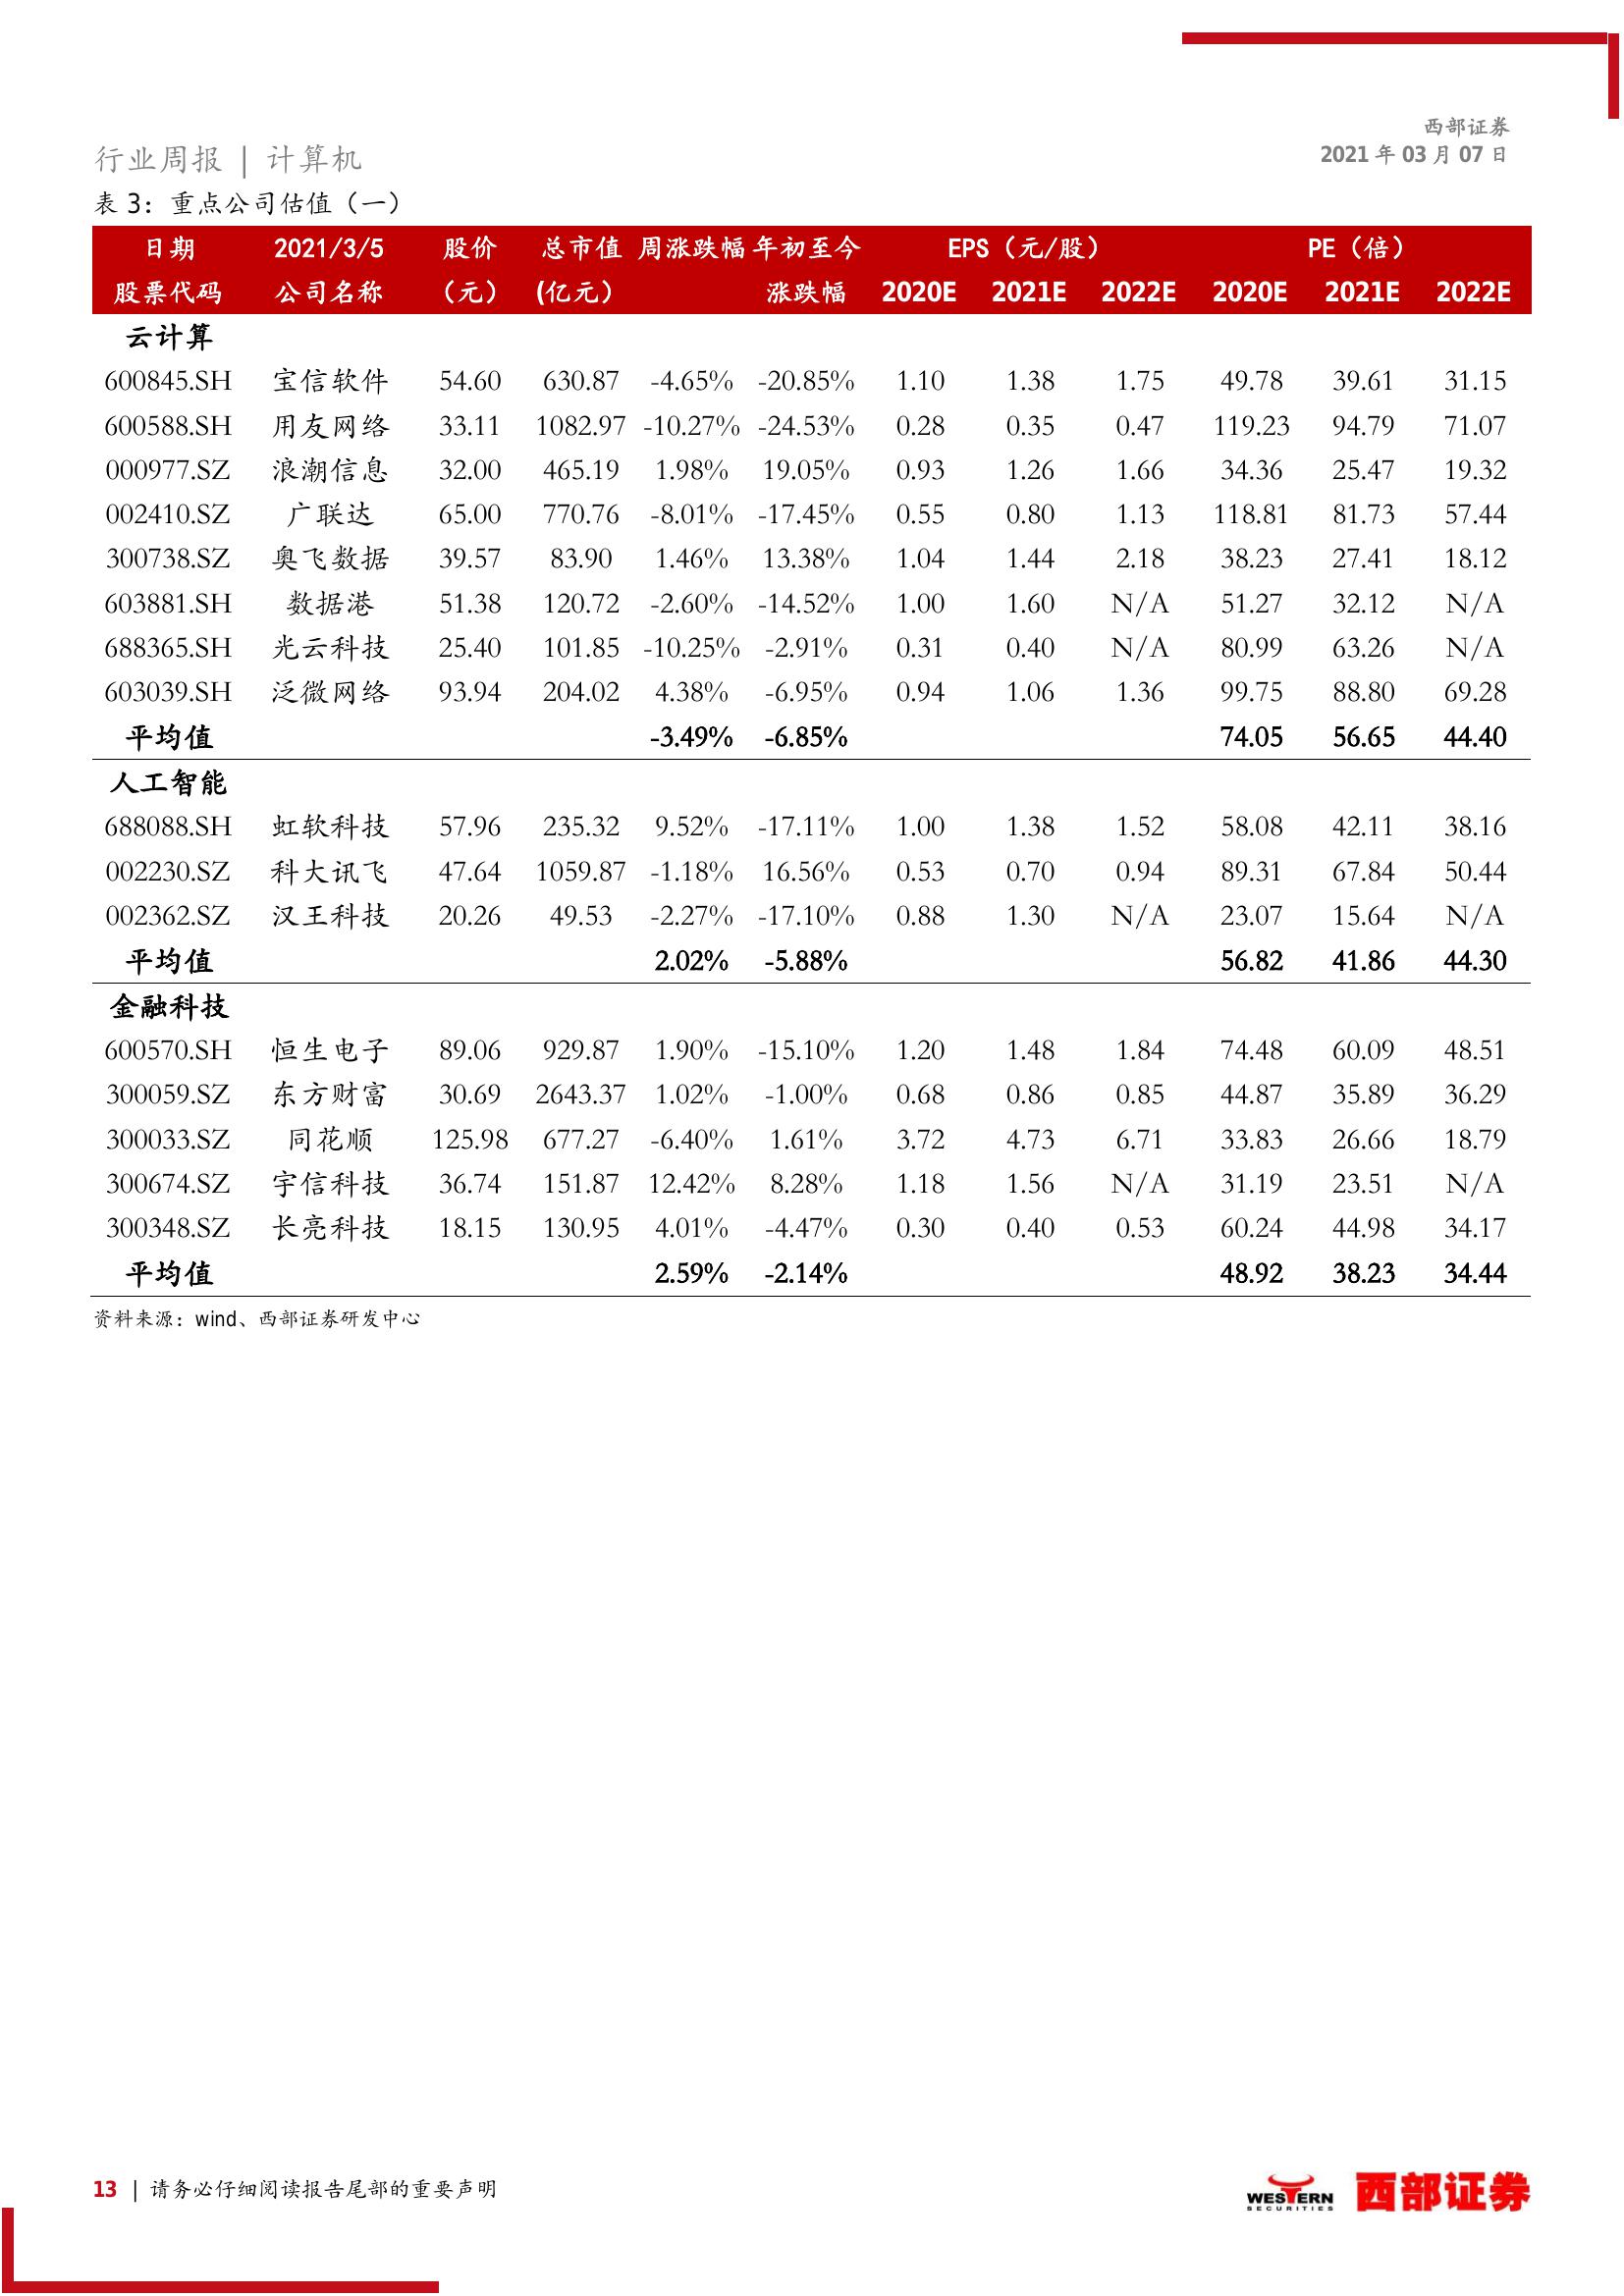 西部证券
2021 年 03 月 07 日
行业周报 | 计算机
表 3：重点公司估值（一）
日期 2021/3/5 股价 总市值 周涨跌幅 年初至今 EPS（元/股） PE（倍）
股票代码 公司名称 （元） (亿元） 涨跌幅 2020E 2021E 2022E 2020E 2021E 2022E
云计算
600845.SH 宝信软件 54.60 630.87 -4.65% -20.85% 1.10 1.38 1.75 49.78 39.61 31.15
600588.SH 用友网络 33.11 1082.97 -10.27% -24.53% 0.28 0.35 0.47 119.23 94.79 71.07
000977.SZ 浪潮信息 32.00 465.19 1.98% 19.05% 0.93 1.26 1.66 34.36 25.47 19.32
002410.SZ 广联达 65.00 770.76 -8.01% -17.45% 0.55 0.80 1.13 118.81 81.73 57.44
300738.SZ 奥飞数据 39.57 83.90 1.46% 13.38% 1.04 1.44 2.18 38.23 27.41 18.12
603881.SH 数据港 51.38 120.72 -2.60% -14.52% 1.00 1.60 N/A 51.27 32.12 N/A
688365.SH 光云科技 25.40 101.85 -10.25% -2.91% 0.31 0.40 N/A 80.99 63.26 N/A
603039.SH 泛微网络 93.94 204.02 4.38% -6.95% 0.94 1.06 1.36 99.75 88.80 69.28
平均值 -3.49% -6.85% 74.05 56.65 44.40
人工智能
688088.SH 虹软科技 57.96 235.32 9.52% -17.11% 1.00 1.38 1.52 58.08 42.11 38.16
002230.SZ 科大讯飞 47.64 1059.87 -1.18% 16.56% 0.53 0.70 0.94 89.31 67.84 50.44
002362.SZ 汉王科技 20.26 49.53 -2.27% -17.10% 0.88 1.30 N/A 23.07 15.64 N/A
平均值 2.02% -5.88% 56.82 41.86 44.30
金融科技
600570.SH 恒生电子 89.06 929.87 1.90% -15.10% 1.20 1.48 1.84 74.48 60.09 48.51
300059.SZ 东方财富 30.69 2643.37 1.02% -1.00% 0.68 0.86 0.85 44.87 35.89 36.29
300033.SZ 同花顺 125.98 677.27 -6.40% 1.61% 3.72 4.73 6.71 33.83 26.66 18.79
300674.SZ 宇信科技 36.74 151.87 12.42% 8.28% 1.18 1.56 N/A 31.19 23.51 N/A
300348.SZ 长亮科技 18.15 130.95 4.01% -4.47% 0.30 0.40 0.53 60.24 44.98 34.17
平均值 2.59% -2.14% 48.92 38.23 34.44
资料来源：wind、西部证券研发中心
13 | 请务必仔细阅读报告尾部的重要声明
WESTERN
SECURITIES
西部证券